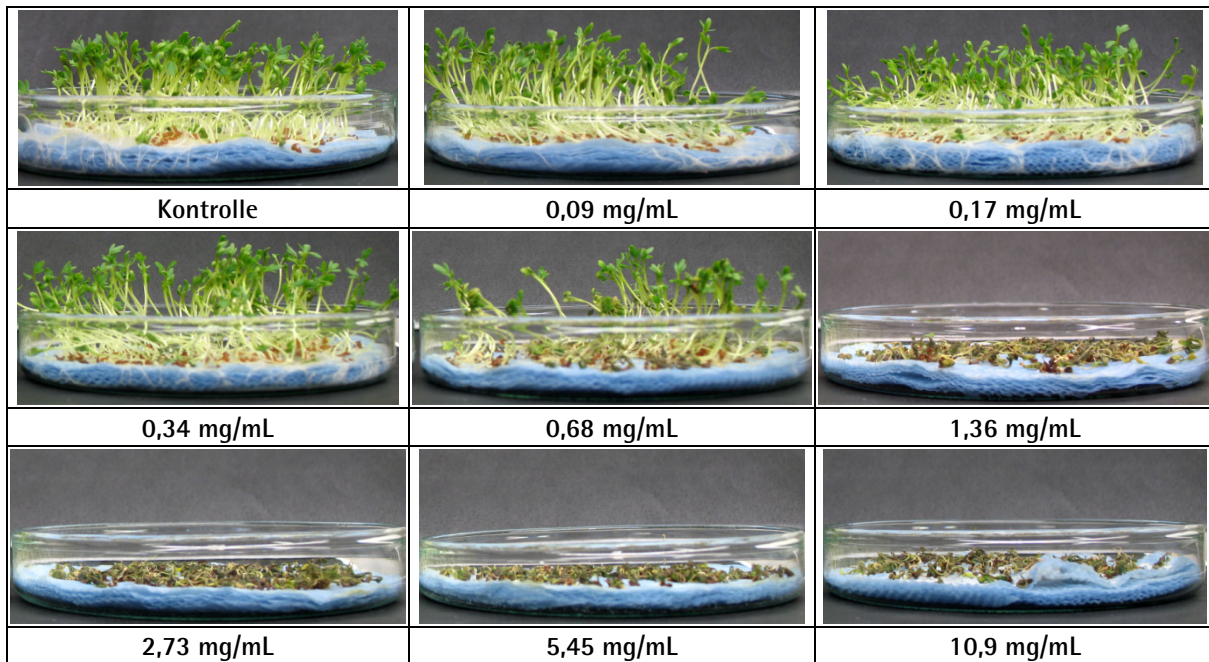 Kontrolle
0,09 mg/mL
0,17 mg/mL
0,34 mg/mL
0,68 mg/mL
1,36 mg/mL
2,73 mg/mL
5,45 mg/mL
10,9 mg/mL